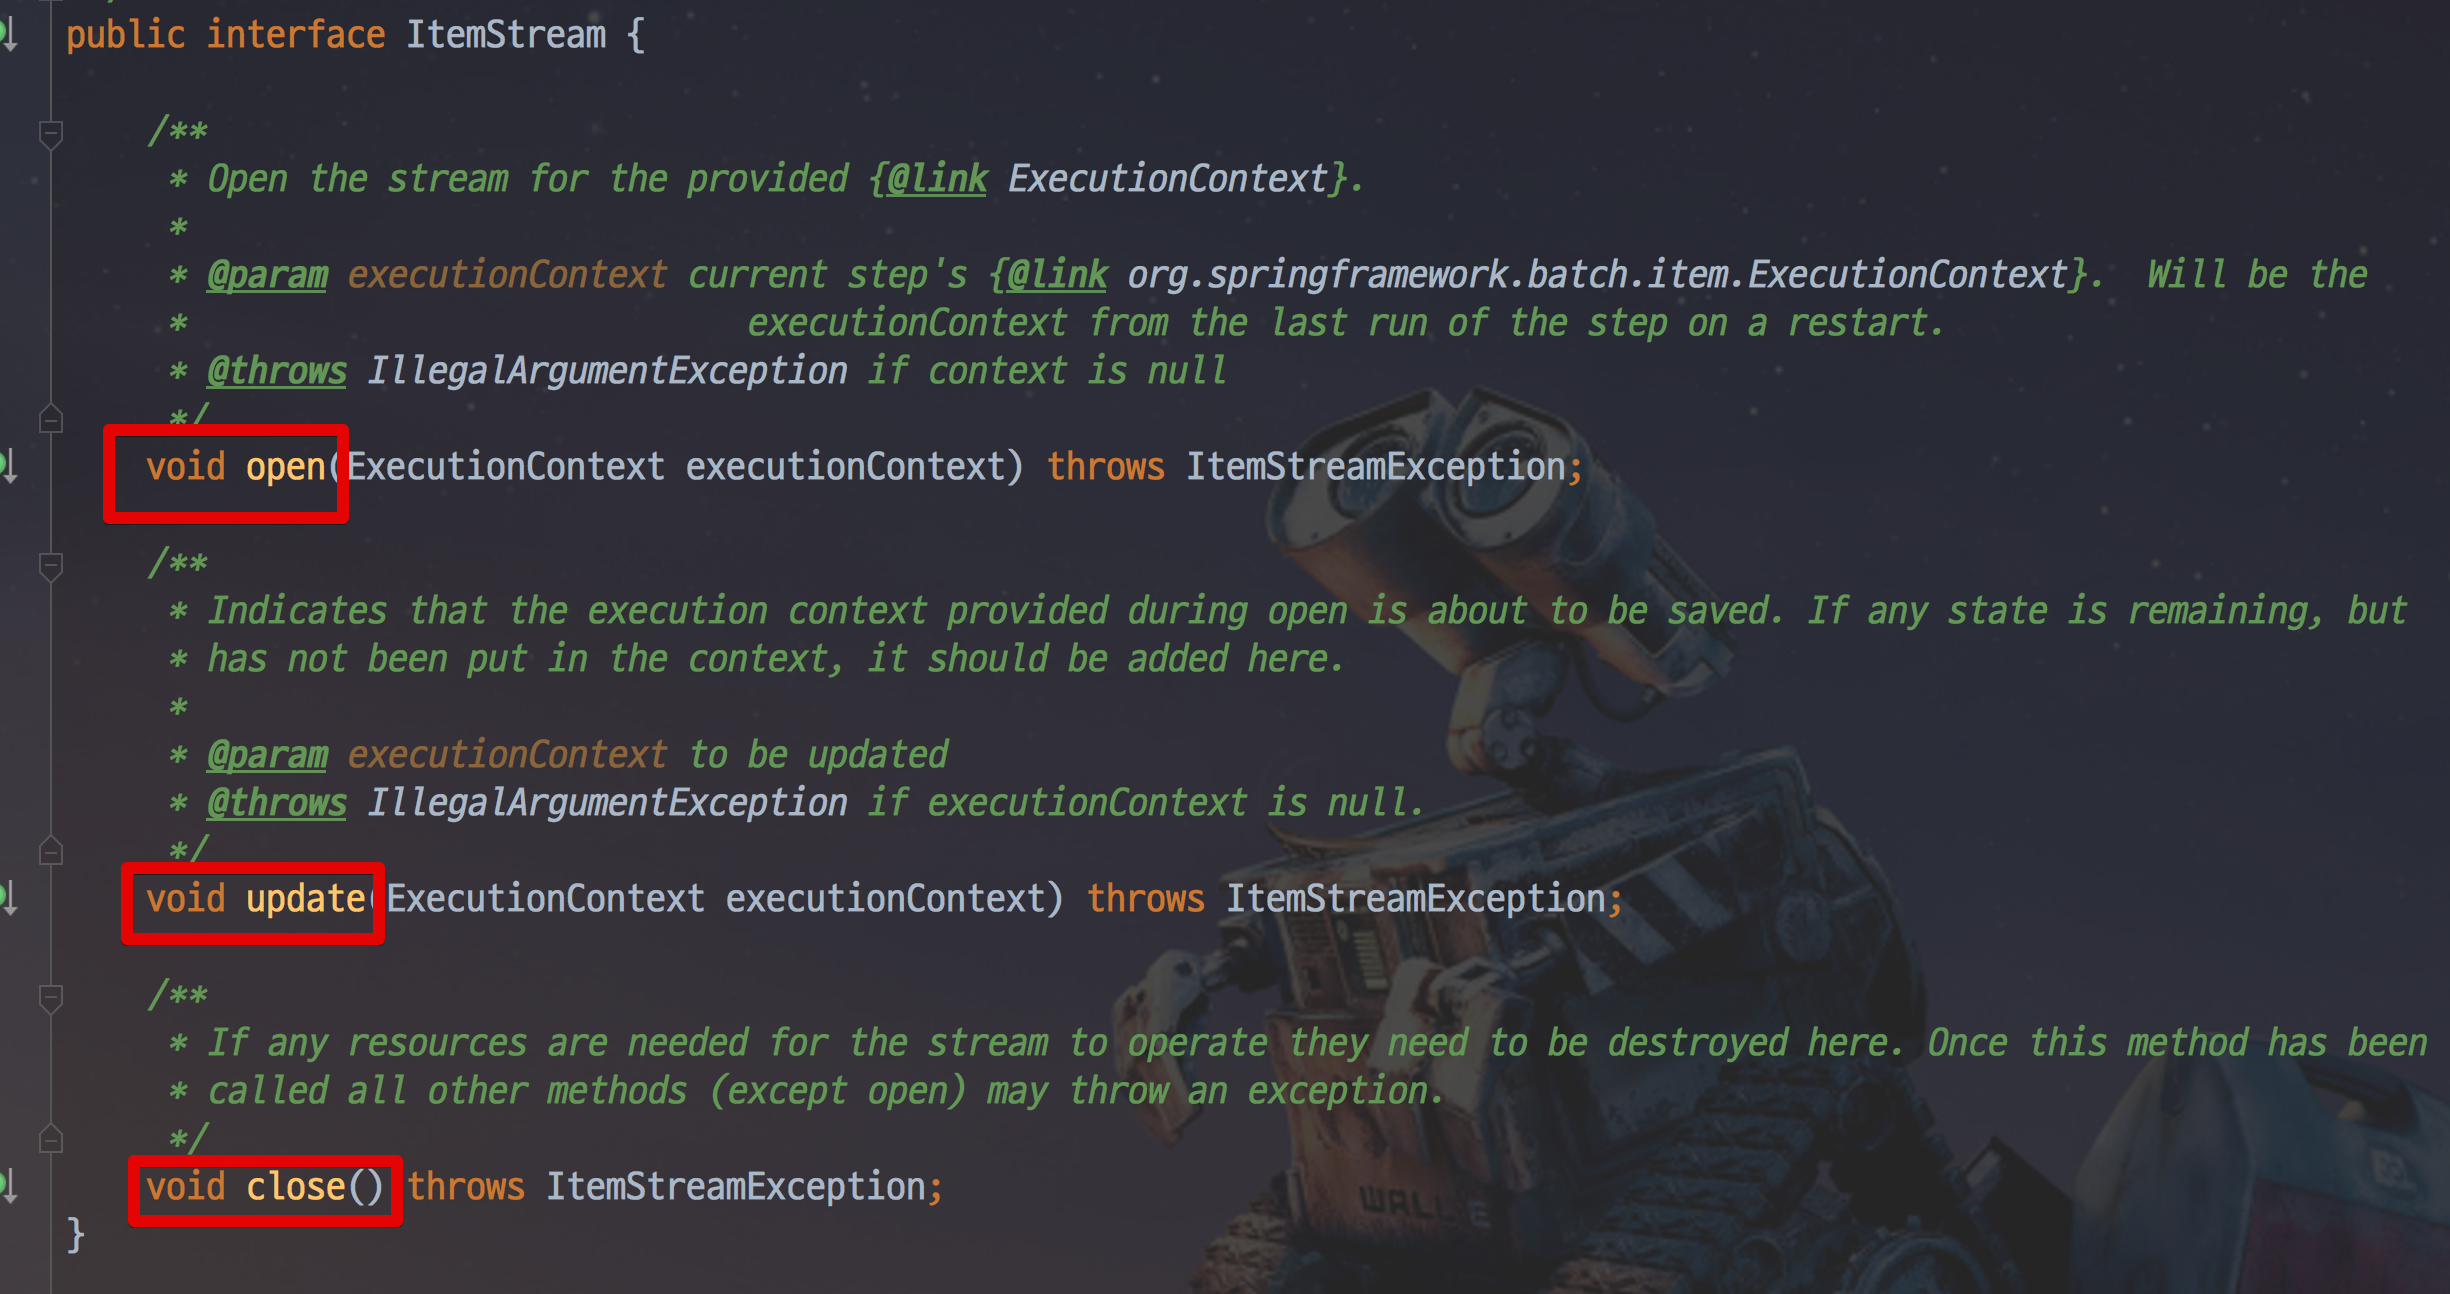 public interface ItemStream {
/**
* Open the stream for the provided {@link ExecutionContext}.
*
* @param executionContext current step's {@link org.springframework.batch.item.ExecutionContext}.  Will be the
* executionContext from the last run of the step on a restart.
* @throws IllegalArgumentException if context is null
*/
void open(ExecutionContext executionContext) throws ItemStreamException;
/**
* Indicates that the execution context provided during open is about to be saved. If any state is remaining, but
* has not been put in the context, it should be added here.
*
* @param executionContext to be updated
* @throws IllegalArgumentException if executionContext is null.
*/
void update(ExecutionContext executionContext) throws ItemStreamException;
/**
* If any resources are needed for the stream to operate they need to be destroyed here. Once this method has been
* called all other methods (except open) may throw an exception.
*/
void close() throws ItemStreamException;
WALL E
}